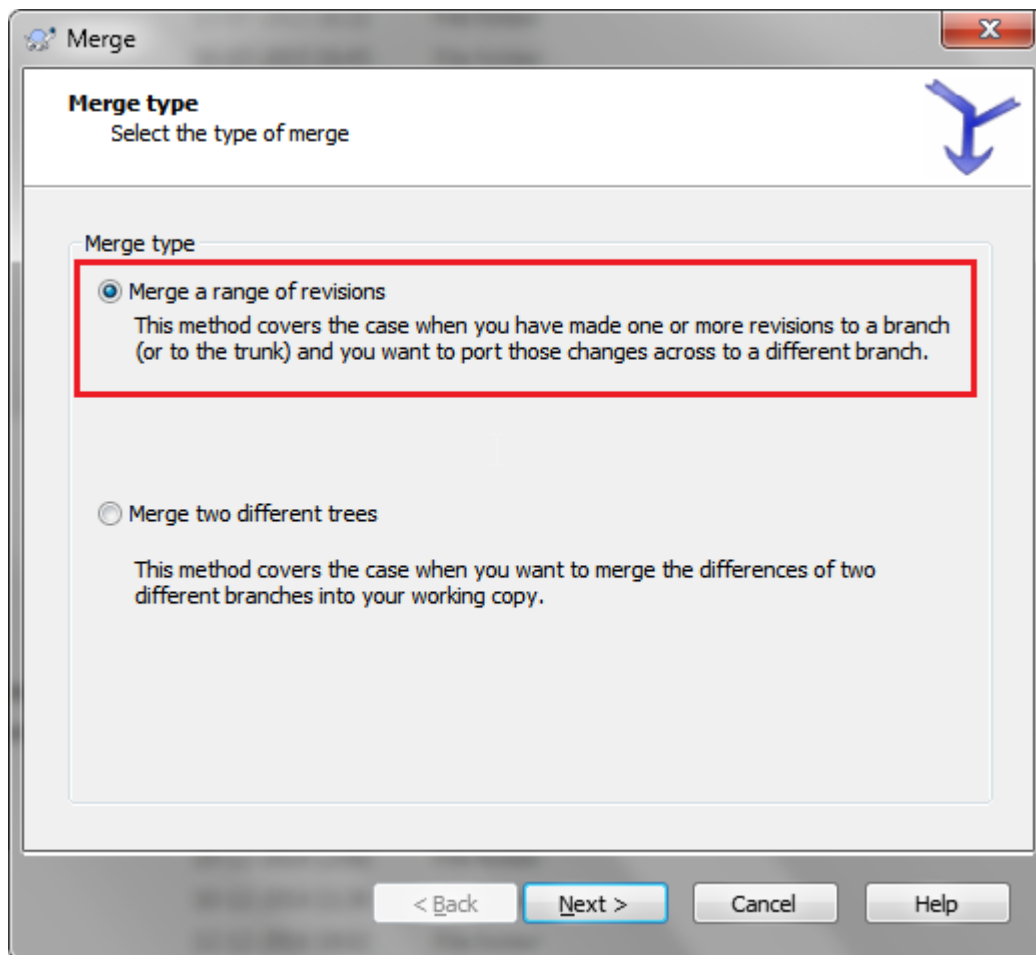 Merge
Merge type
Select the type of merge
Merge type
Merge a range of revisions
This method covers the case when you have made one or more revisions to a branch
(or to the trunk) and you want to port those changes across to a different branch.
Merge two different trees
This method covers the case when you want to merge the differences of two
different branches into your working copy.
< Back
Next >
Cancel
Help